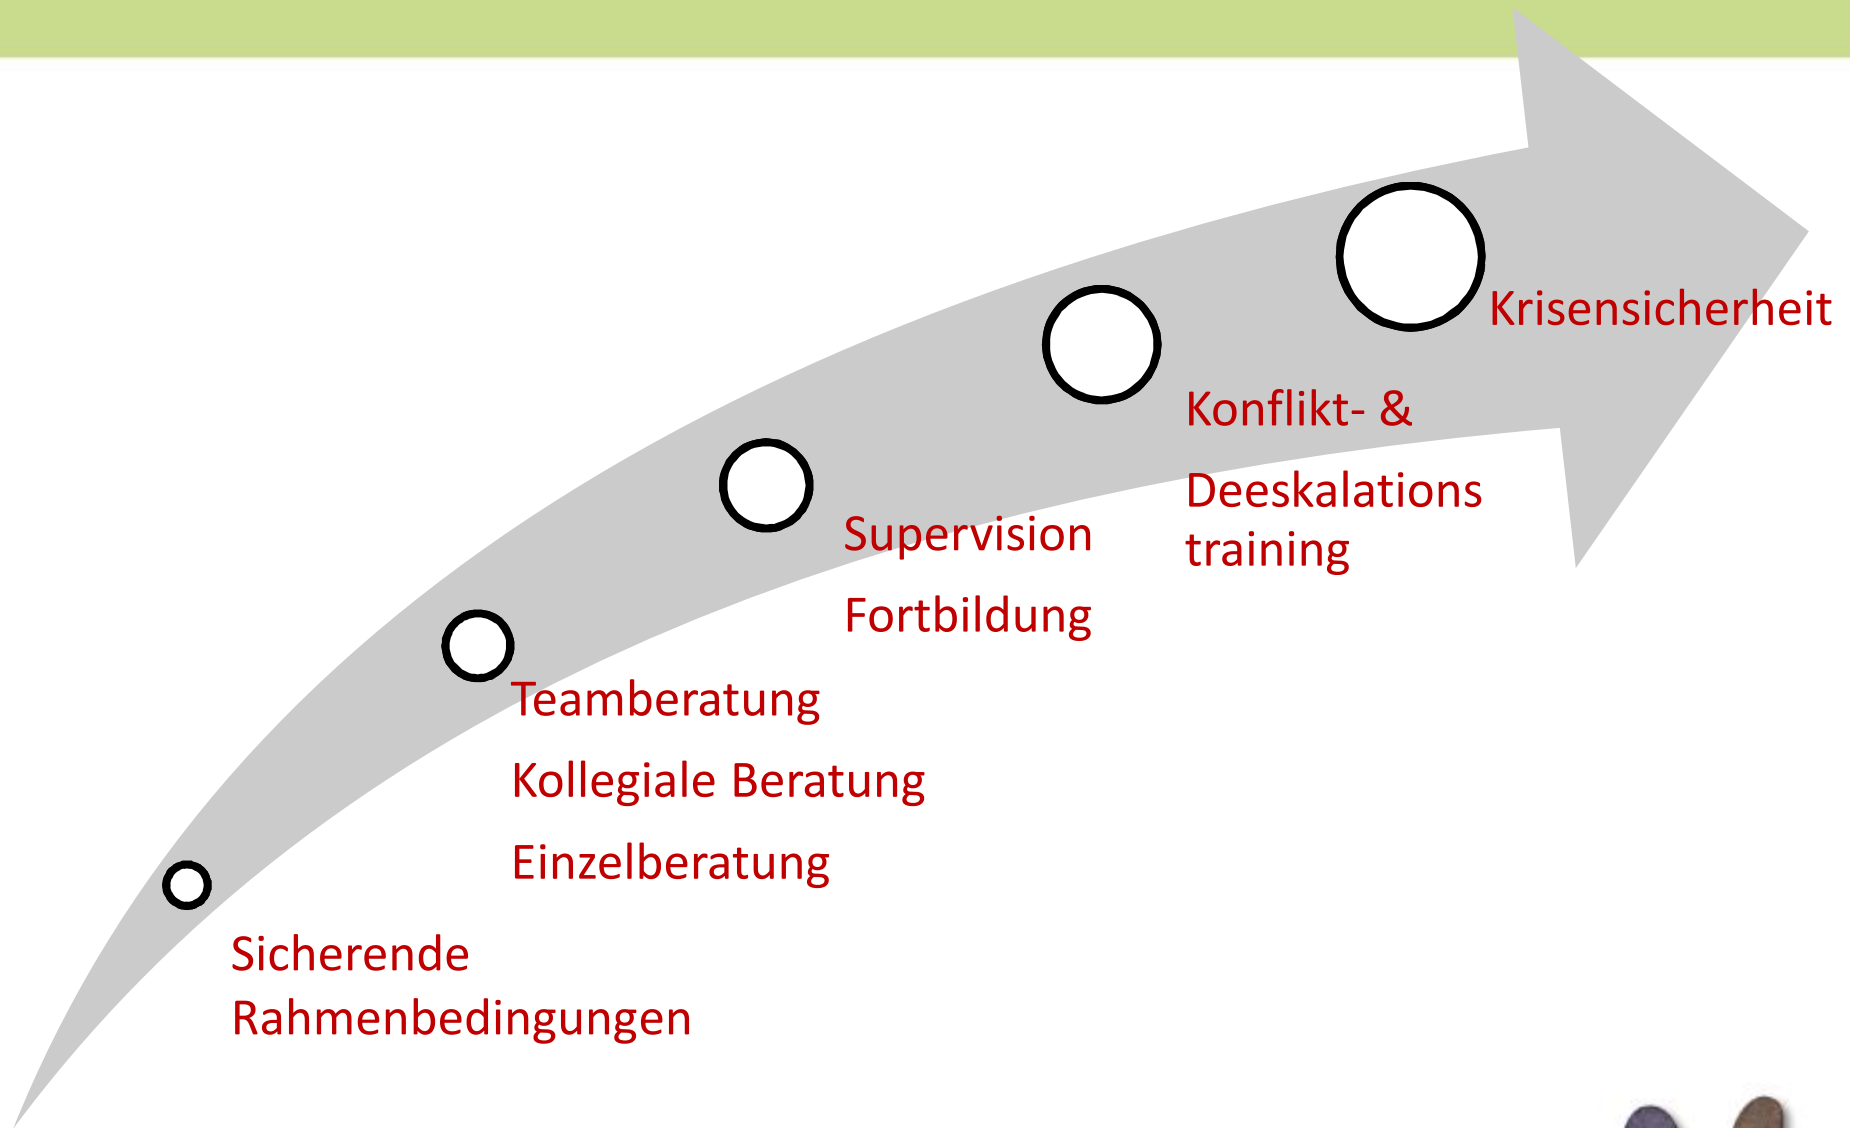 Sicherende
Rahmenbedingungen
Teamberatung
Kollegiale Beratung
Einzelberatung
Supervision
Fortbildung
Konflikt- &
Deeskalations
training
Krisensicherheit